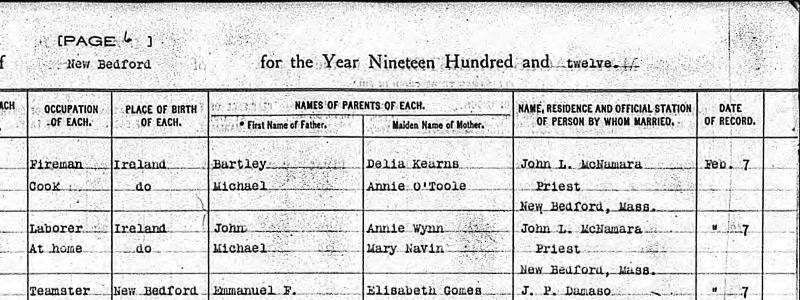 [PAGE 6 ]
New Bedford for the Year Nineteen Hundred and twelve.
OCCUPATION OF EACH. PLACE OF BIRTH OF EACH. NAMES OF PARENTS OF EACH. NAME, RESIDENCE AND OFFICIAL STATION OF PERSON BY WHOM MARRIED. DATE OF RECORD.
* First Name of Father. Maiden Name of Mother.
Fireman Ireland Bartley Delia Kearns John L. McNamara Feb. 7
Cook do Michael Annie O'Toole Priest
New Bedford, Mass.
Laborer Ireland John Annie Wynn John L. McNamara " 7
At home do Michael Mary Navin Priest
New Bedford, Mass.
Teamster New Bedford Emmanuel F. Elisabeth Gomes J. P. Damaso " 7